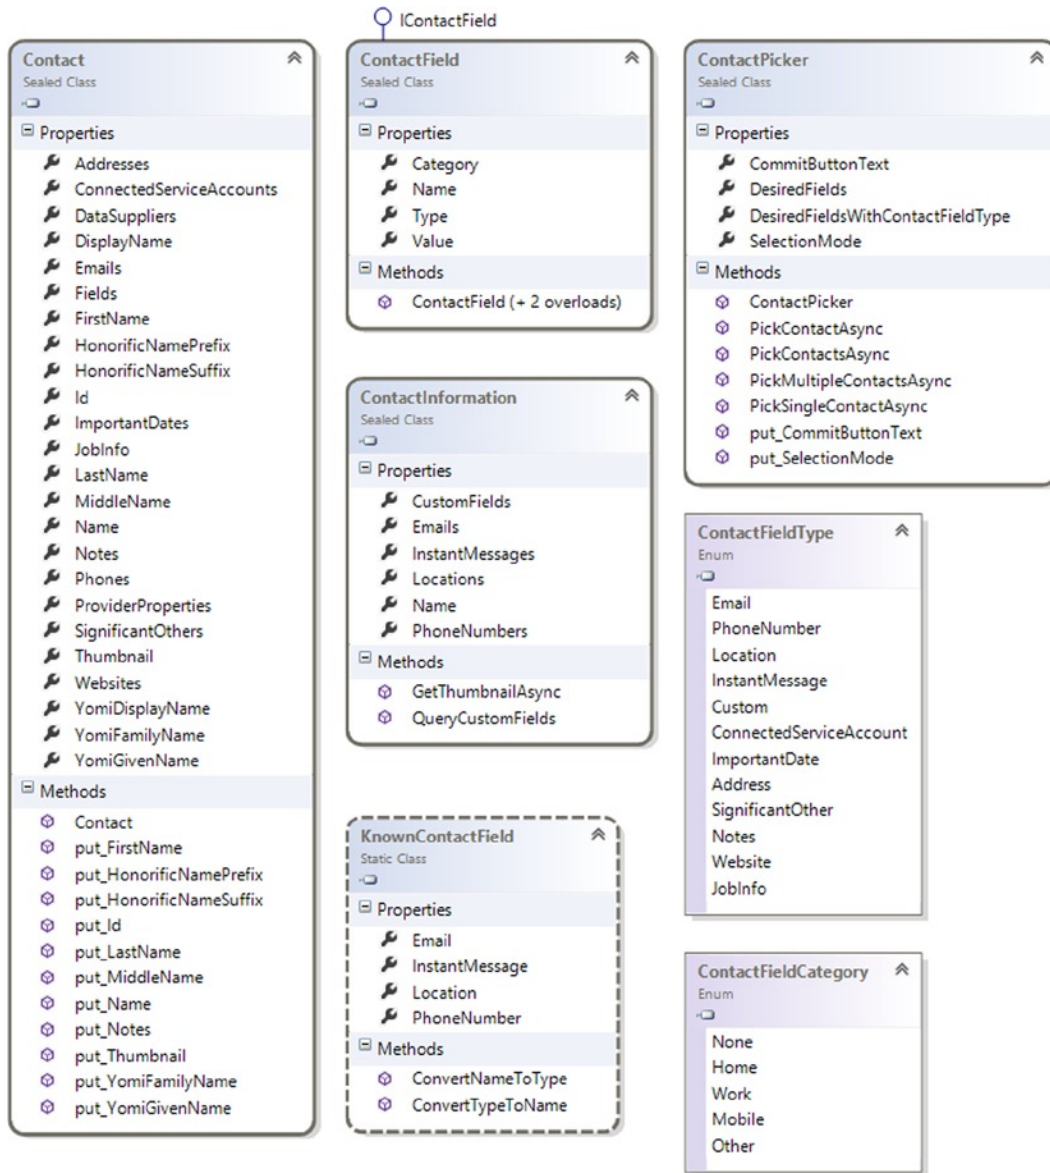 IContactField
Contact
Sealed Class
Properties
Addresses
ConnectedServiceAccounts
DataSuppliers
DisplayName
Emails
Fields
FirstName
HonorificNamePrefix
HonorificNameSuffix
Id
ImportantDates
JobInfo
LastName
MiddleName
Name
Notes
Phones
ProviderProperties
SignificantOthers
Thumbnail
Websites
YomiDisplayName
YomiFamilyName
YomiGivenName
Methods
Contact
put_FirstName
put_HonorificNamePrefix
put_HonorificNameSuffix
put_Id
put_LastName
put_MiddleName
put_Name
put_Notes
put_Thumbnail
put_YomiFamilyName
put_YomiGivenName
ContactField
Sealed Class
Properties
Category
Name
Type
Value
Methods
ContactField (+ 2 overloads)
ContactInformation
Sealed Class
Properties
CustomFields
Emails
InstantMessages
Locations
Name
PhoneNumbers
Methods
GetThumbnailAsync
QueryCustomFields
KnownContactField
Static Class
Properties
Email
InstantMessage
Location
PhoneNumber
Methods
ConvertNameToType
ConvertTypeToName
ContactPicker
Sealed Class
Properties
CommitButtonText
DesiredFields
DesiredFieldsWithContactFieldType
SelectionMode
Methods
ContactPicker
PickContactAsync
PickContactsAsync
PickMultipleContactsAsync
PickSingleContactAsync
put_CommitButtonText
put_SelectionMode
ContactFieldType
Enum
Email
PhoneNumber
Location
InstantMessage
Custom
ConnectedServiceAccount
ImportantDate
Address
SignificantOther
Notes
Website
JobInfo
ContactFieldCategory
Enum
None
Home
Work
Mobile
Other